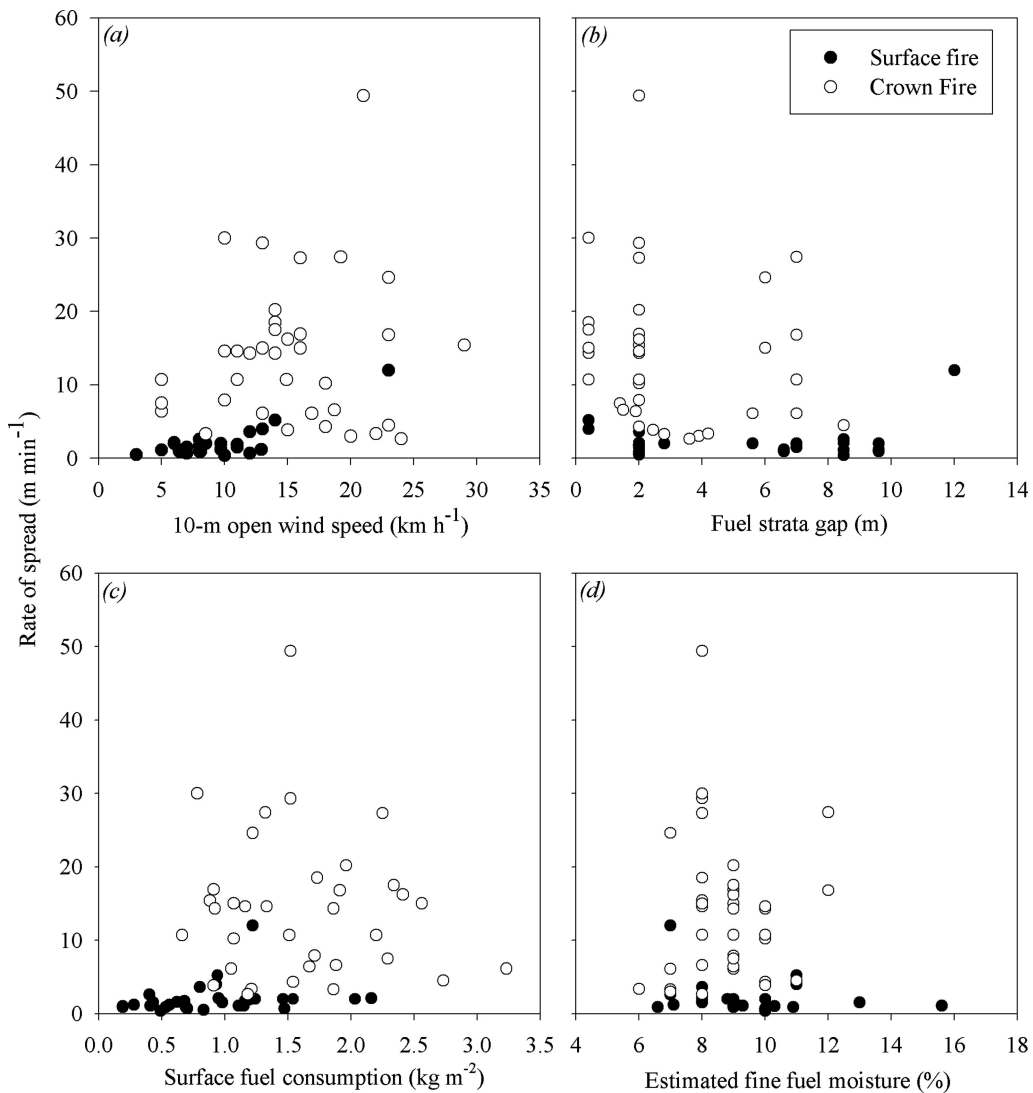 (a)
60
50
40
30
20
10
0
0 5 10 15 20 25 30 35
10-m open wind speed (km h⁻¹)
(b)
Surface fire
Crown Fire
0 2 4 6 8 10 12 14
Fuel strata gap (m)
Rate of spread (m min⁻¹)
(c)
60
50
40
30
20
10
0
0.0 0.5 1.0 1.5 2.0 2.5 3.0 3.5
Surface fuel consumption (kg m⁻²)
(d)
4 6 8 10 12 14 16 18
Estimated fine fuel moisture (%)